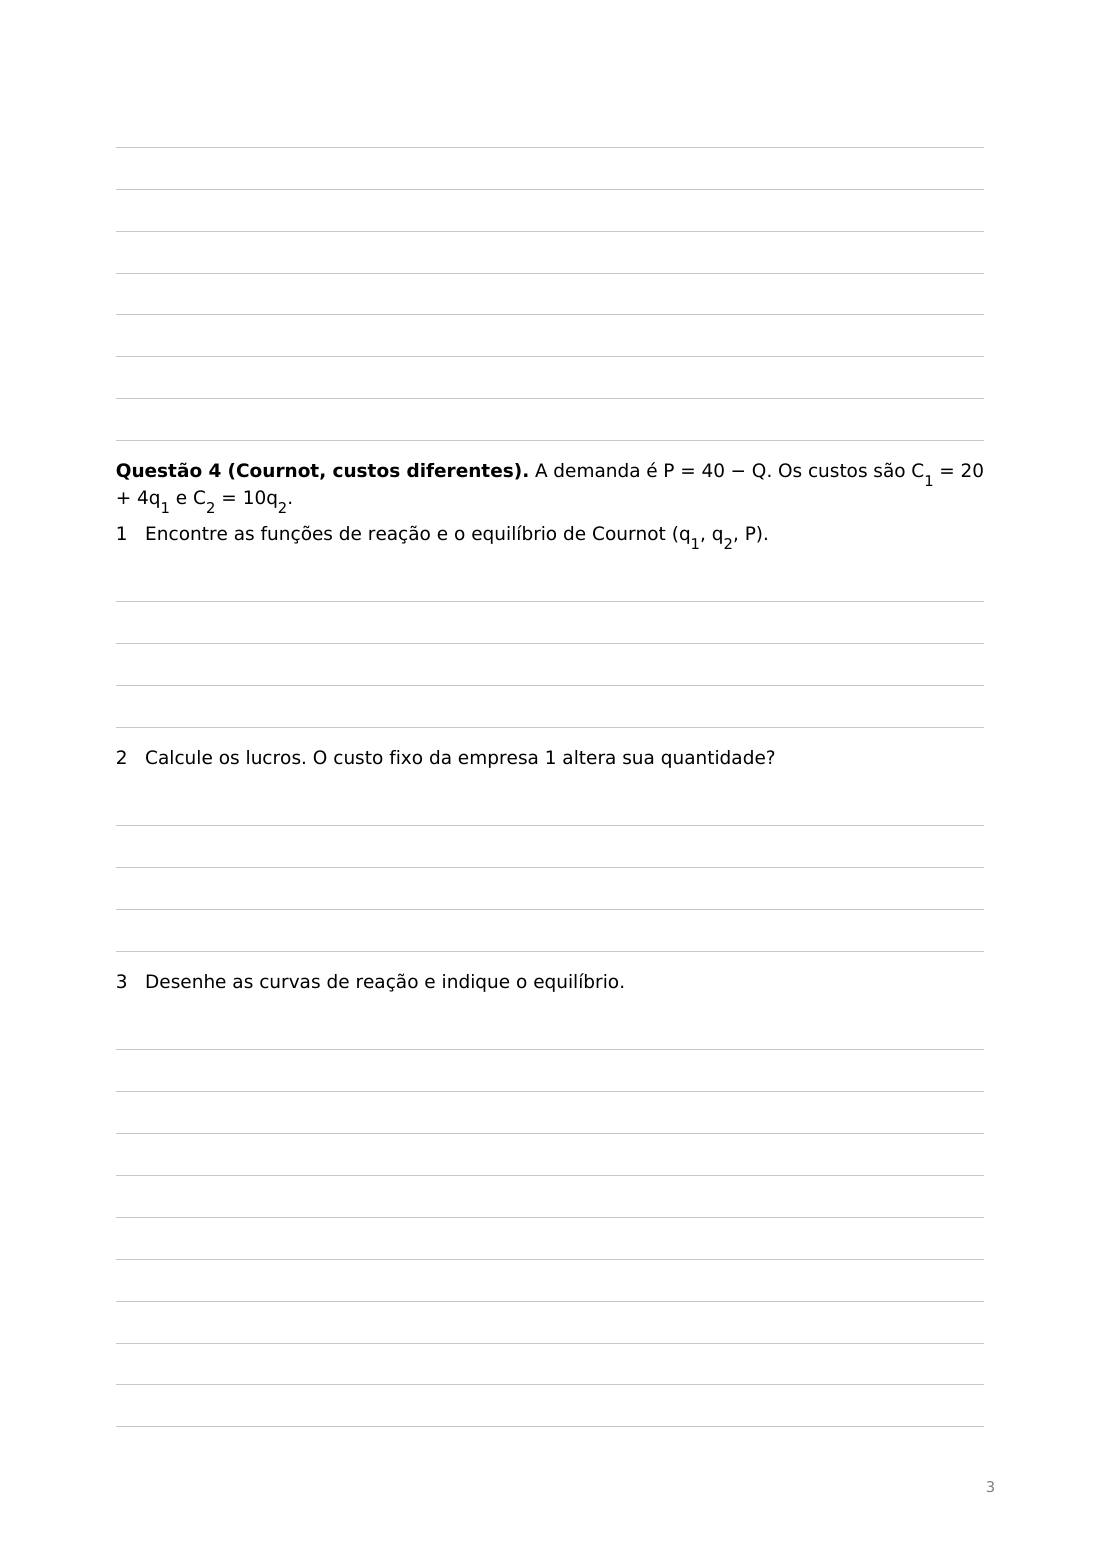 Questão 4 (Cournot, custos diferentes). A demanda é P = 40 − Q. Os custos são C₁ = 20
+ 4q₁ e C₂ = 10q₂.
1 Encontre as funções de reação e o equilíbrio de Cournot (q₁, q₂, P).
2 Calcule os lucros. O custo fixo da empresa 1 altera sua quantidade?
3 Desenhe as curvas de reação e indique o equilíbrio.
3